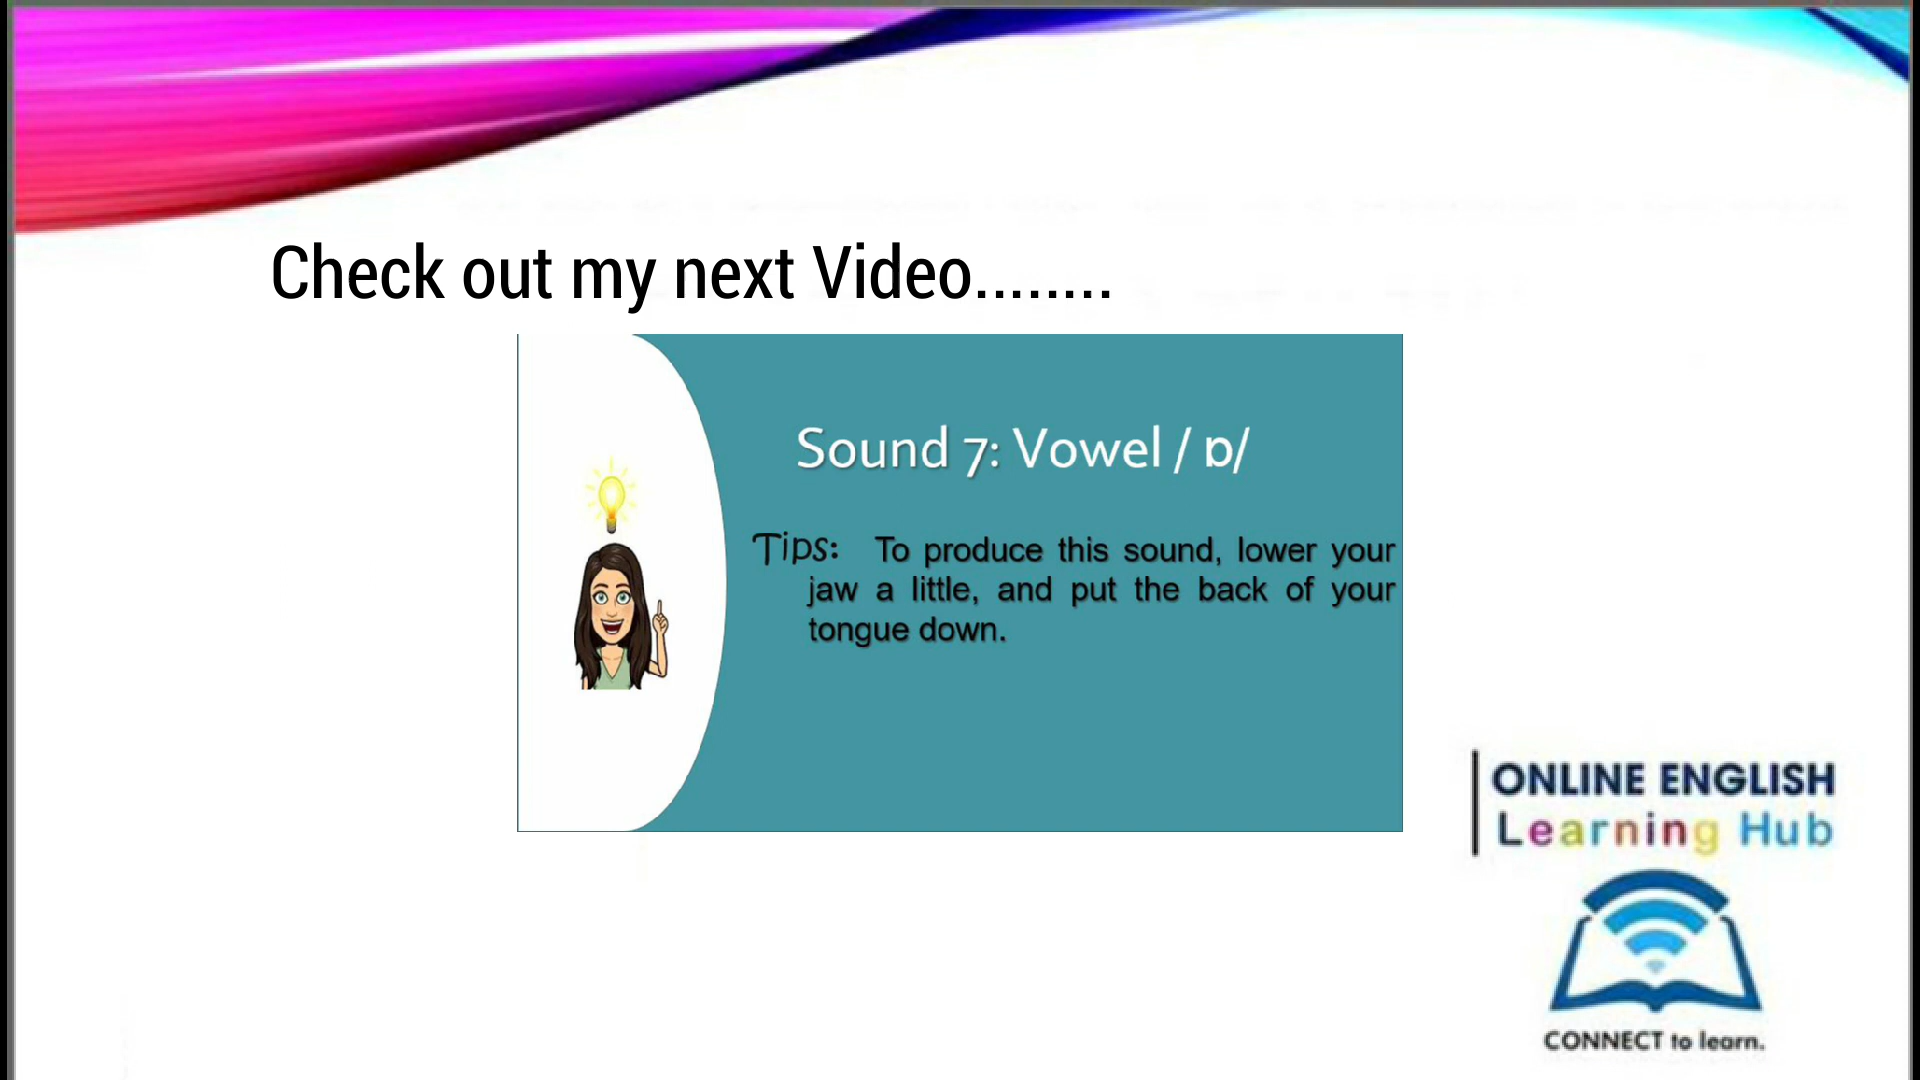 Check out my next Video........
Sound 7: Vowel / ɒ/
Tips: To produce this sound, lower your
jaw a little, and put the back of your
tongue down.
ONLINE ENGLISH
Learning Hub
CONNECT to learn.